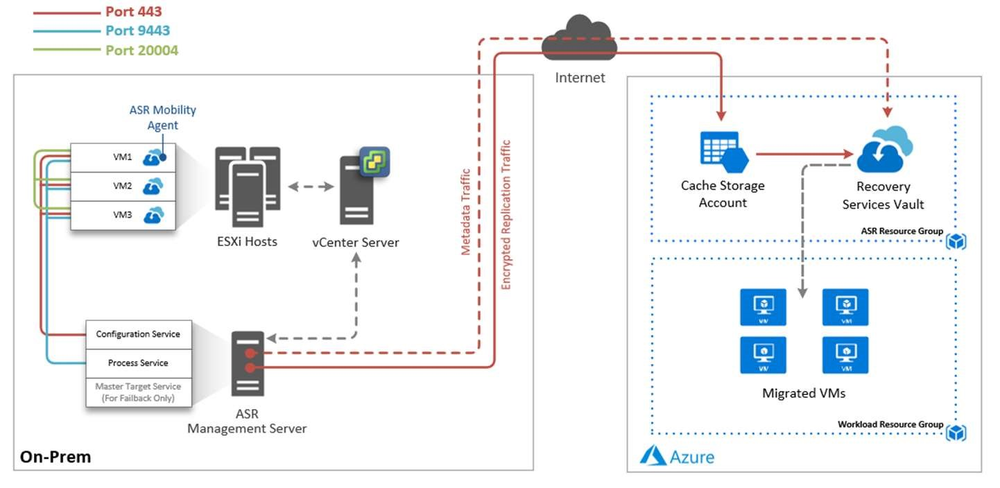 Port 443
Port 9443
Port 20004
Internet
ASR Mobility
Agent
VM1
VM2
VM3
ESXi Hosts
vCenter Server
Configuration Service
Process Service
Master Target Service
(For Failback Only)
ASR
Management Server
On-Prem
Metadata Traffic
Encrypted Replication Traffic
Cache Storage
Account
Recovery
Services Vault
ASR Resource Group
VM
VM
VM
VM
Migrated VMs
Workload Resource Group
Azure